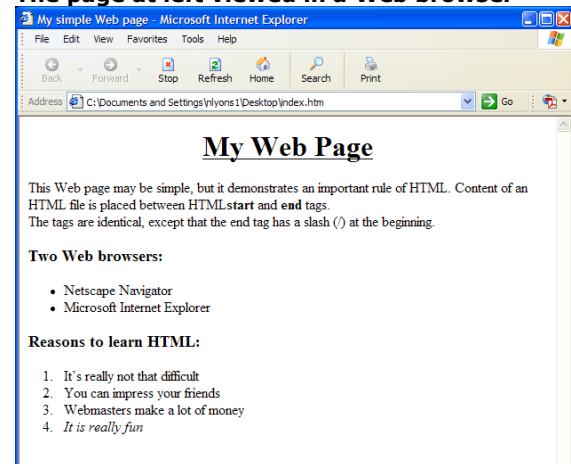 The page at left viewed in a Web browser
My simple Web page - Microsoft Internet Explorer
File Edit View Favorites Tools Help
Back Forward Stop Refresh Home Search Print
Address C:\Documents and Settings\nlyons1\Desktop\index.htm Go
My Web Page
This Web page may be simple, but it demonstrates an important rule of HTML. Content of an
HTML file is placed between HTMLstart and end tags.
The tags are identical, except that the end tag has a slash (/) at the beginning.
Two Web browsers:
• Netscape Navigator
• Microsoft Internet Explorer
Reasons to learn HTML:
1. It's really not that difficult
2. You can impress your friends
3. Webmasters make a lot of money
4. It is really fun